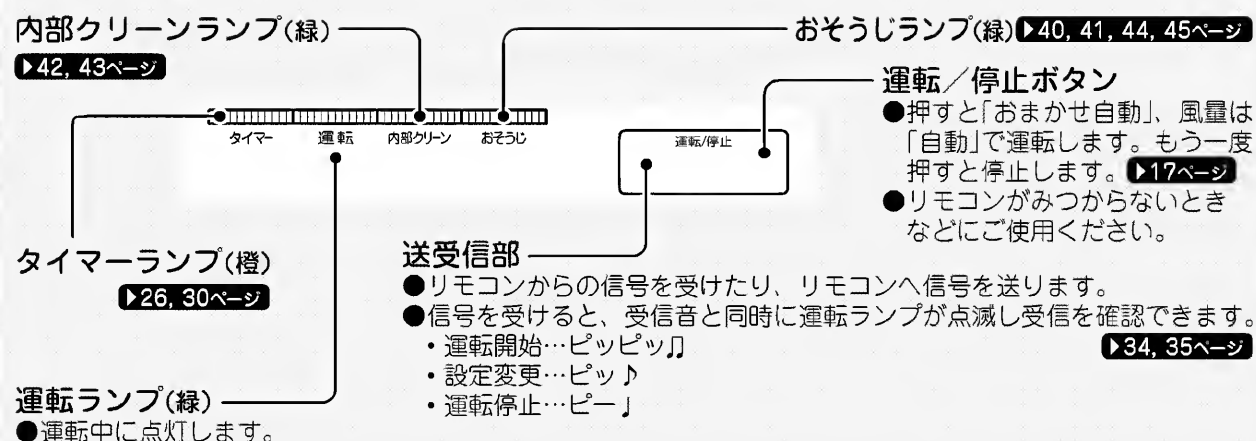 内部クリーンランプ(緑)
▶42, 43ページ
おそうじランプ(緑)▶40, 41, 44, 45ページ
タイマー 運転 内部クリーン おそうじ
運転/停止
運転／停止ボタン
●押すと「おまかせ自動」、風量は
「自動」で運転します。もう一度
押すと停止します。▶17ページ
●リモコンがみつからないとき
などにご使用ください。
タイマーランプ(橙)
▶26, 30ページ
送受信部
●リモコンからの信号を受けたり、リモコンへ信号を送ります。
●信号を受けると、受信音と同時に運転ランプが点滅し受信を確認できます。
▶34, 35ページ
・運転開始…ピッピッ♫
・設定変更…ピッ♪
・運転停止…ピー♩
運転ランプ(緑)
●運転中に点灯します。